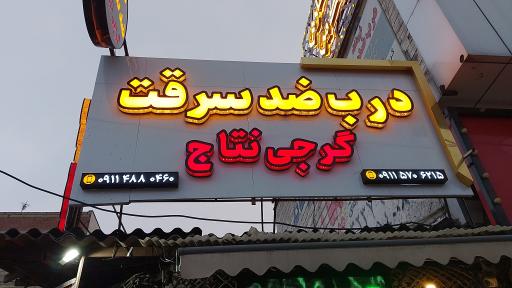 درب ضد سرقت
گرجی نتاج
۰۹۱۱ ۵۷۰ ۶۲۱۵
۰۹۱۱ ۴۸۸ ۰۴۶۰